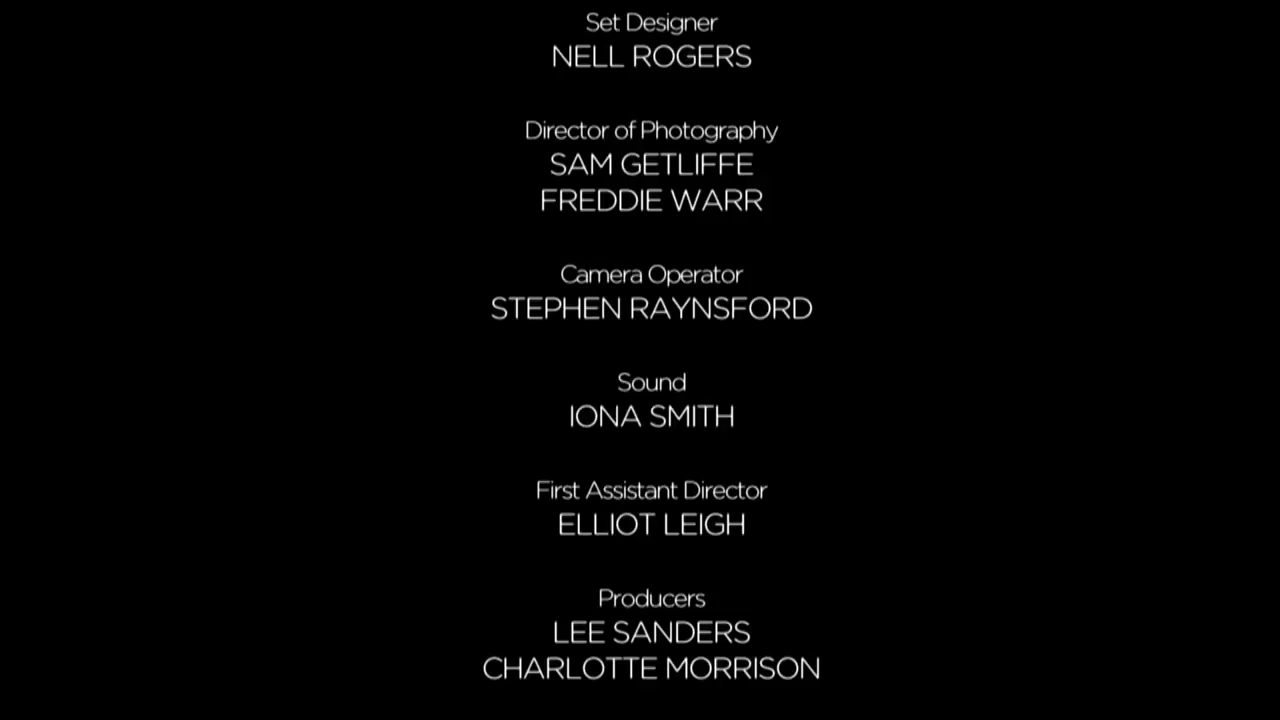 Set Designer
NELL ROGERS
Director of Photography
SAM GETLIFFE
FREDDIE WARR
Camera Operator
STEPHEN RAYNSFORD
Sound
IONA SMITH
First Assistant Director
ELLIOT LEIGH
Producers
LEE SANDERS
CHARLOTTE MORRISON